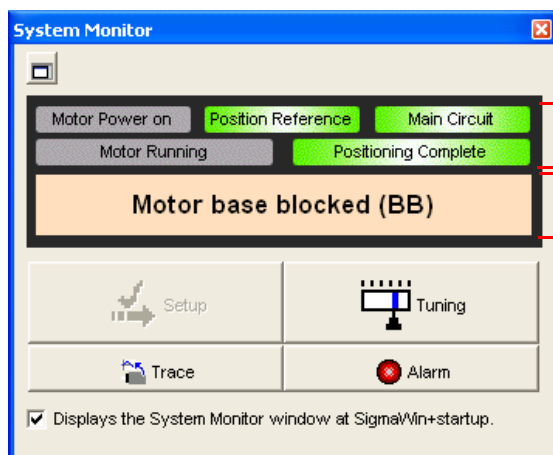 System Monitor
Motor Power on Position Reference Main Circuit
Motor Running Positioning Complete
Motor base blocked (BB)
Setup Tuning
Trace Alarm
Displays the System Monitor window at SigmaWin+startup.